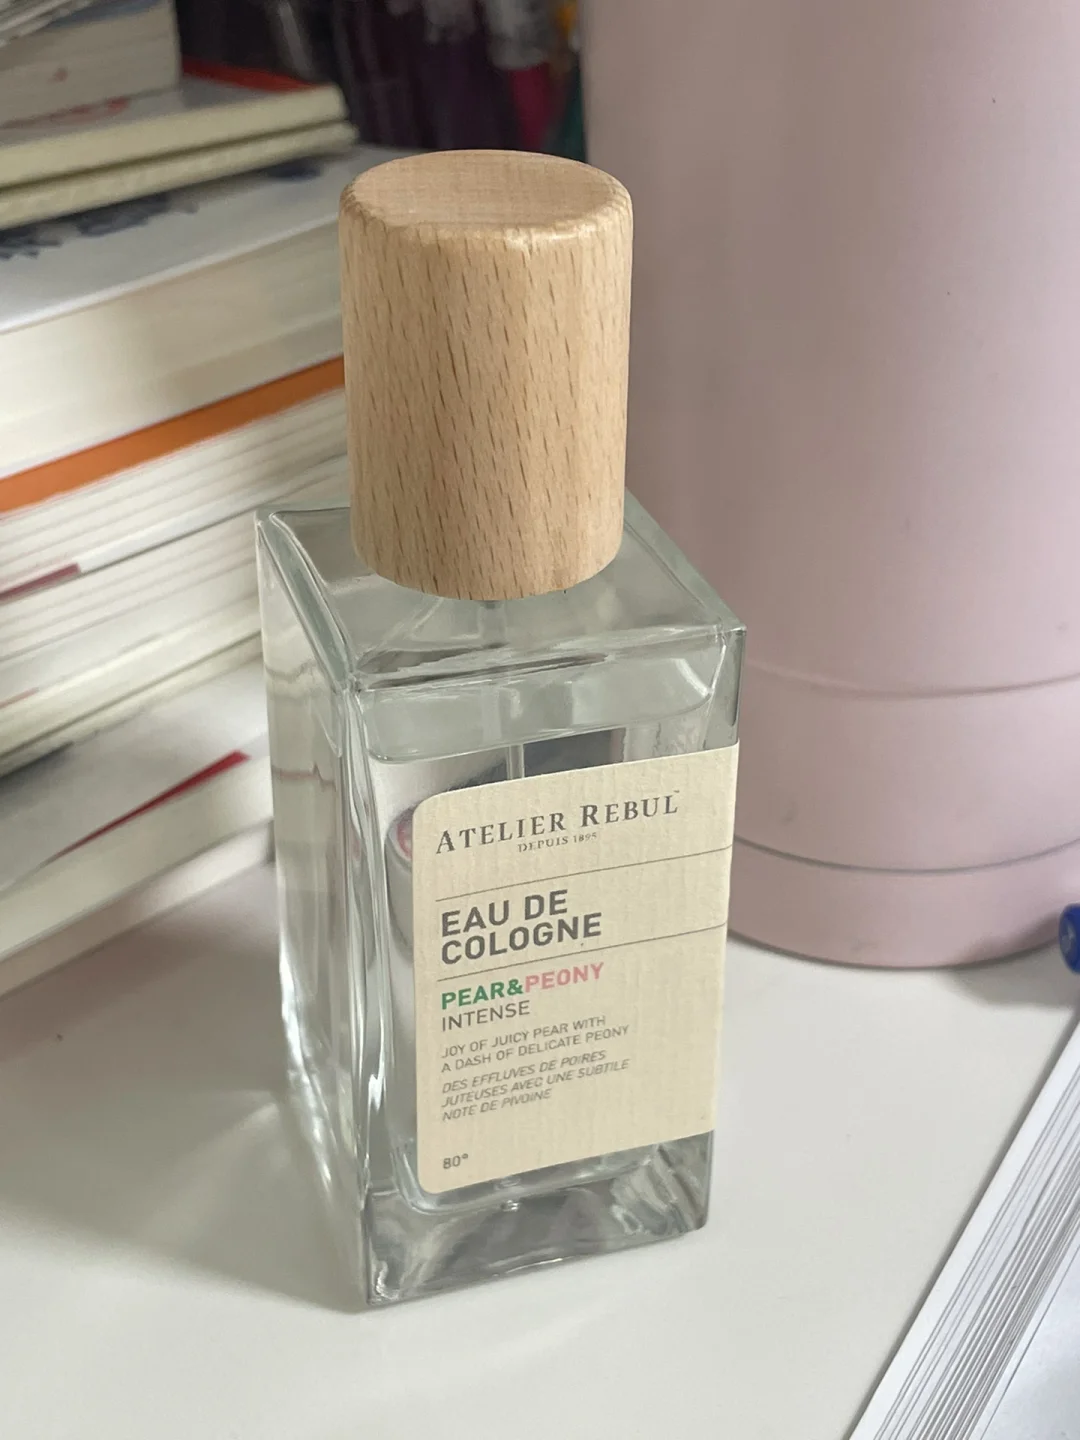 ATELIER REBUL™
DEPUIS 1895
EAU DE
COLOGNE
PEAR&PEONY
INTENSE
JOY OF JUICY PEAR WITH
A DASH OF DELICATE PEONY
DES EFFLUVES DE POIRES
JUTEUSES AVEC UNE SUBTILE
NOTE DE PIVOINE
80°